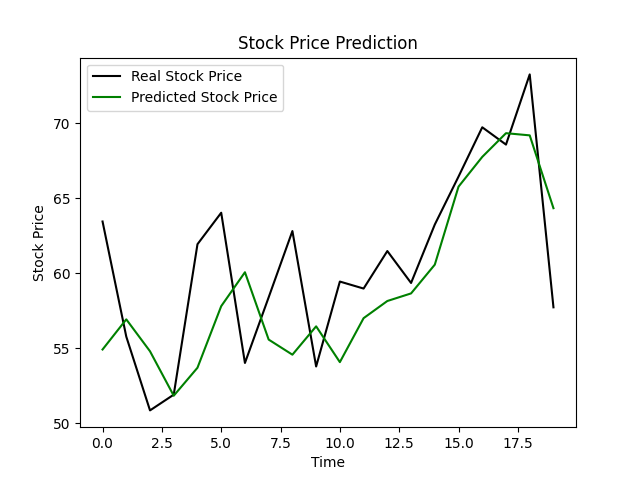 Stock Price Prediction
Real Stock Price
Predicted Stock Price
Stock Price
70
65
60
55
50
0.0 2.5 5.0 7.5 10.0 12.5 15.0 17.5
Time